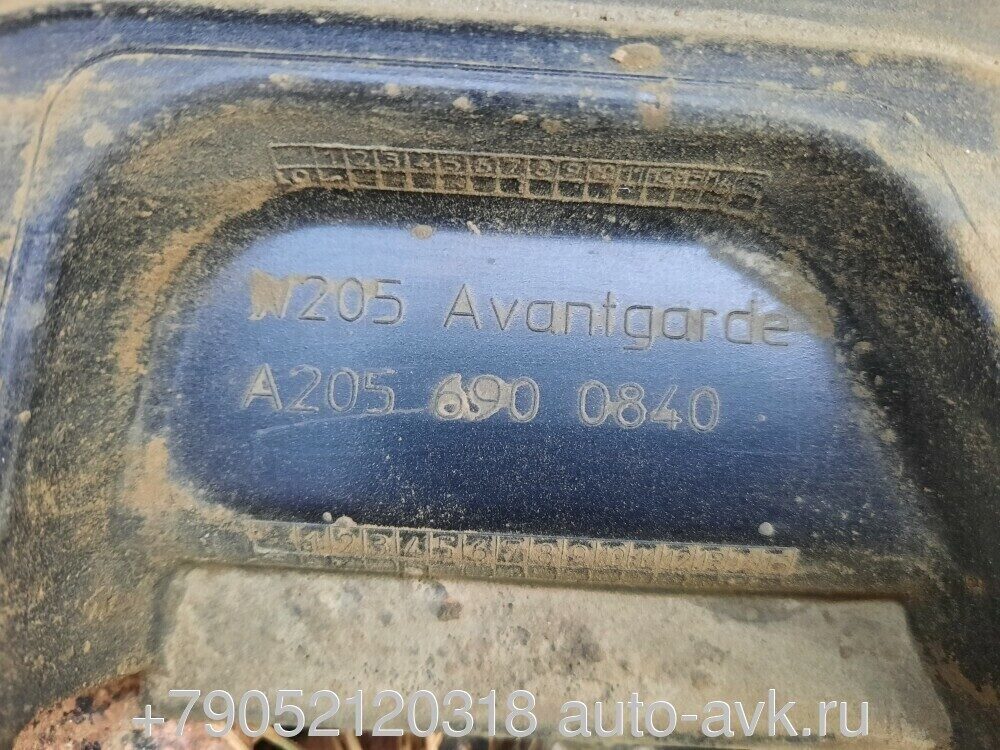 W205 Avantgarde
A205 690 0840
+79052120318 auto-avk.ru